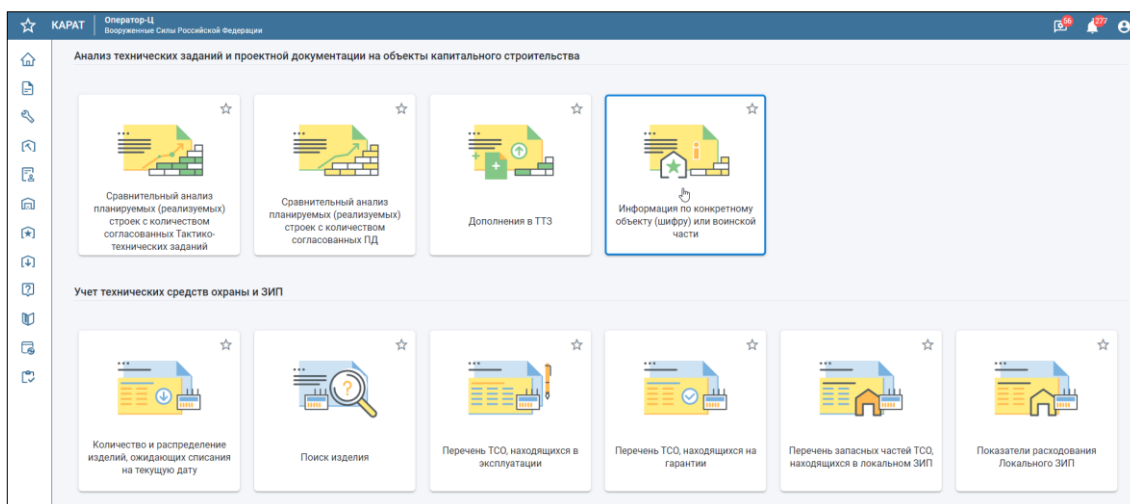 КАРАТ
Оператор-Ц
Вооруженные Силы Российской Федерации
56
277
Анализ технических заданий и проектной документации на объекты капитального строительства
Сравнительный анализ
планируемых (реализуемых)
строек с количеством
согласованных Тактико-
технических заданий
Сравнительный анализ
планируемых (реализуемых)
строек с количеством
согласованных ПД
Дополнения в ТТЗ
Информация по конкретному
объекту (шифру) или воинской
части
Учет технических средств охраны и ЗИП
Количество и распределение
изделий, ожидающих списания
на текущую дату
Поиск изделия
Перечень ТСО, находящихся в
эксплуатации
Перечень ТСО, находящихся на
гарантии
Перечень запасных частей ТСО,
находящихся в локальном ЗИП
Показатели расходования
Локального ЗИП